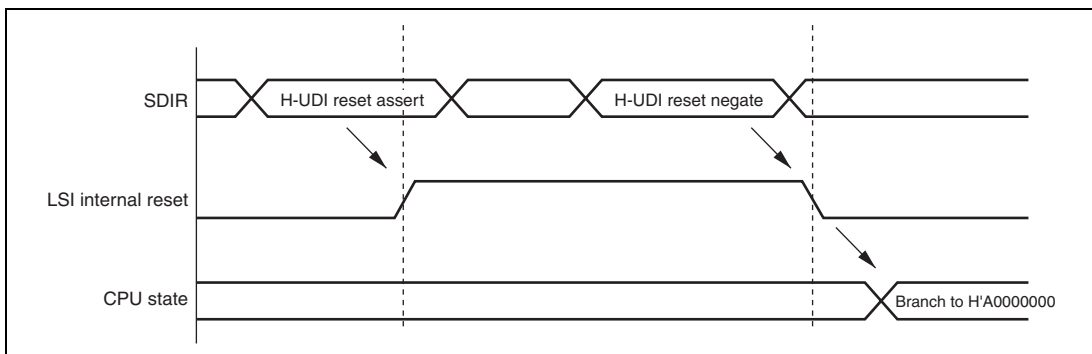 SDIR
H-UDI reset assert
H-UDI reset negate
LSI internal reset
CPU state
Branch to H'A0000000